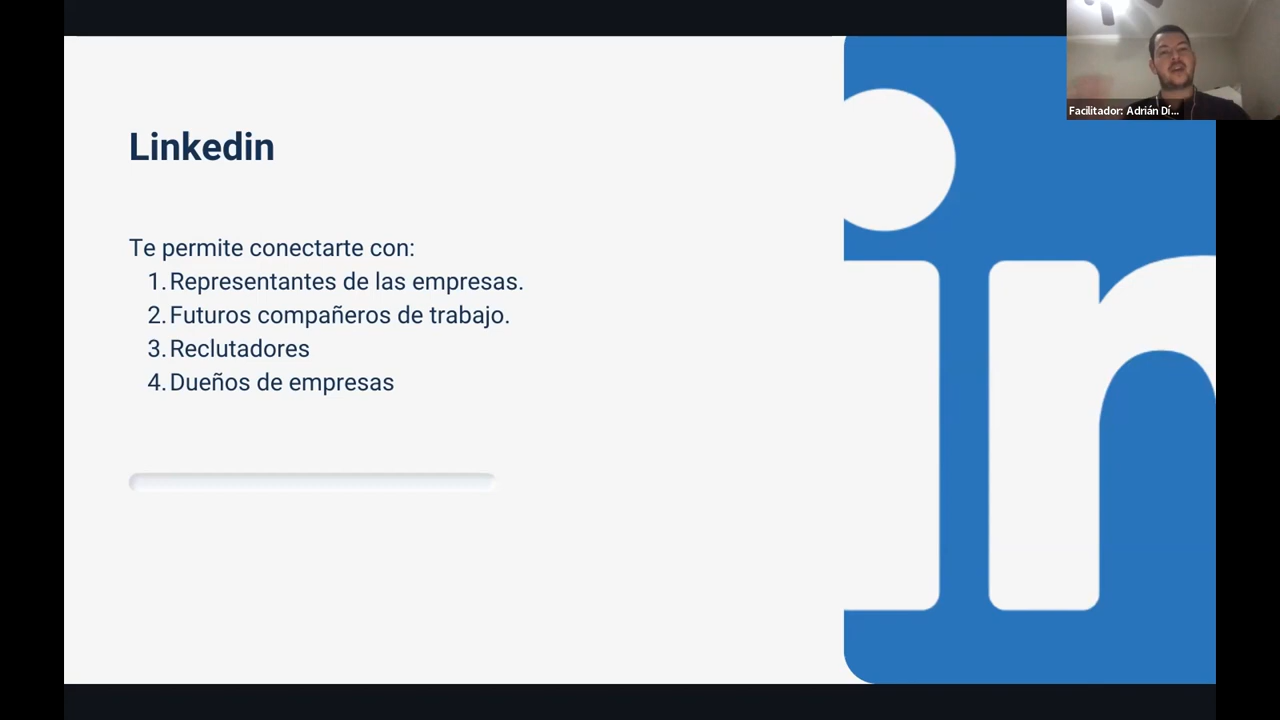 Facilitador: Adrián Dí...
Linkedin
Te permite conectarte con:
1. Representantes de las empresas.
2. Futuros compañeros de trabajo.
3. Reclutadores
4. Dueños de empresas
in